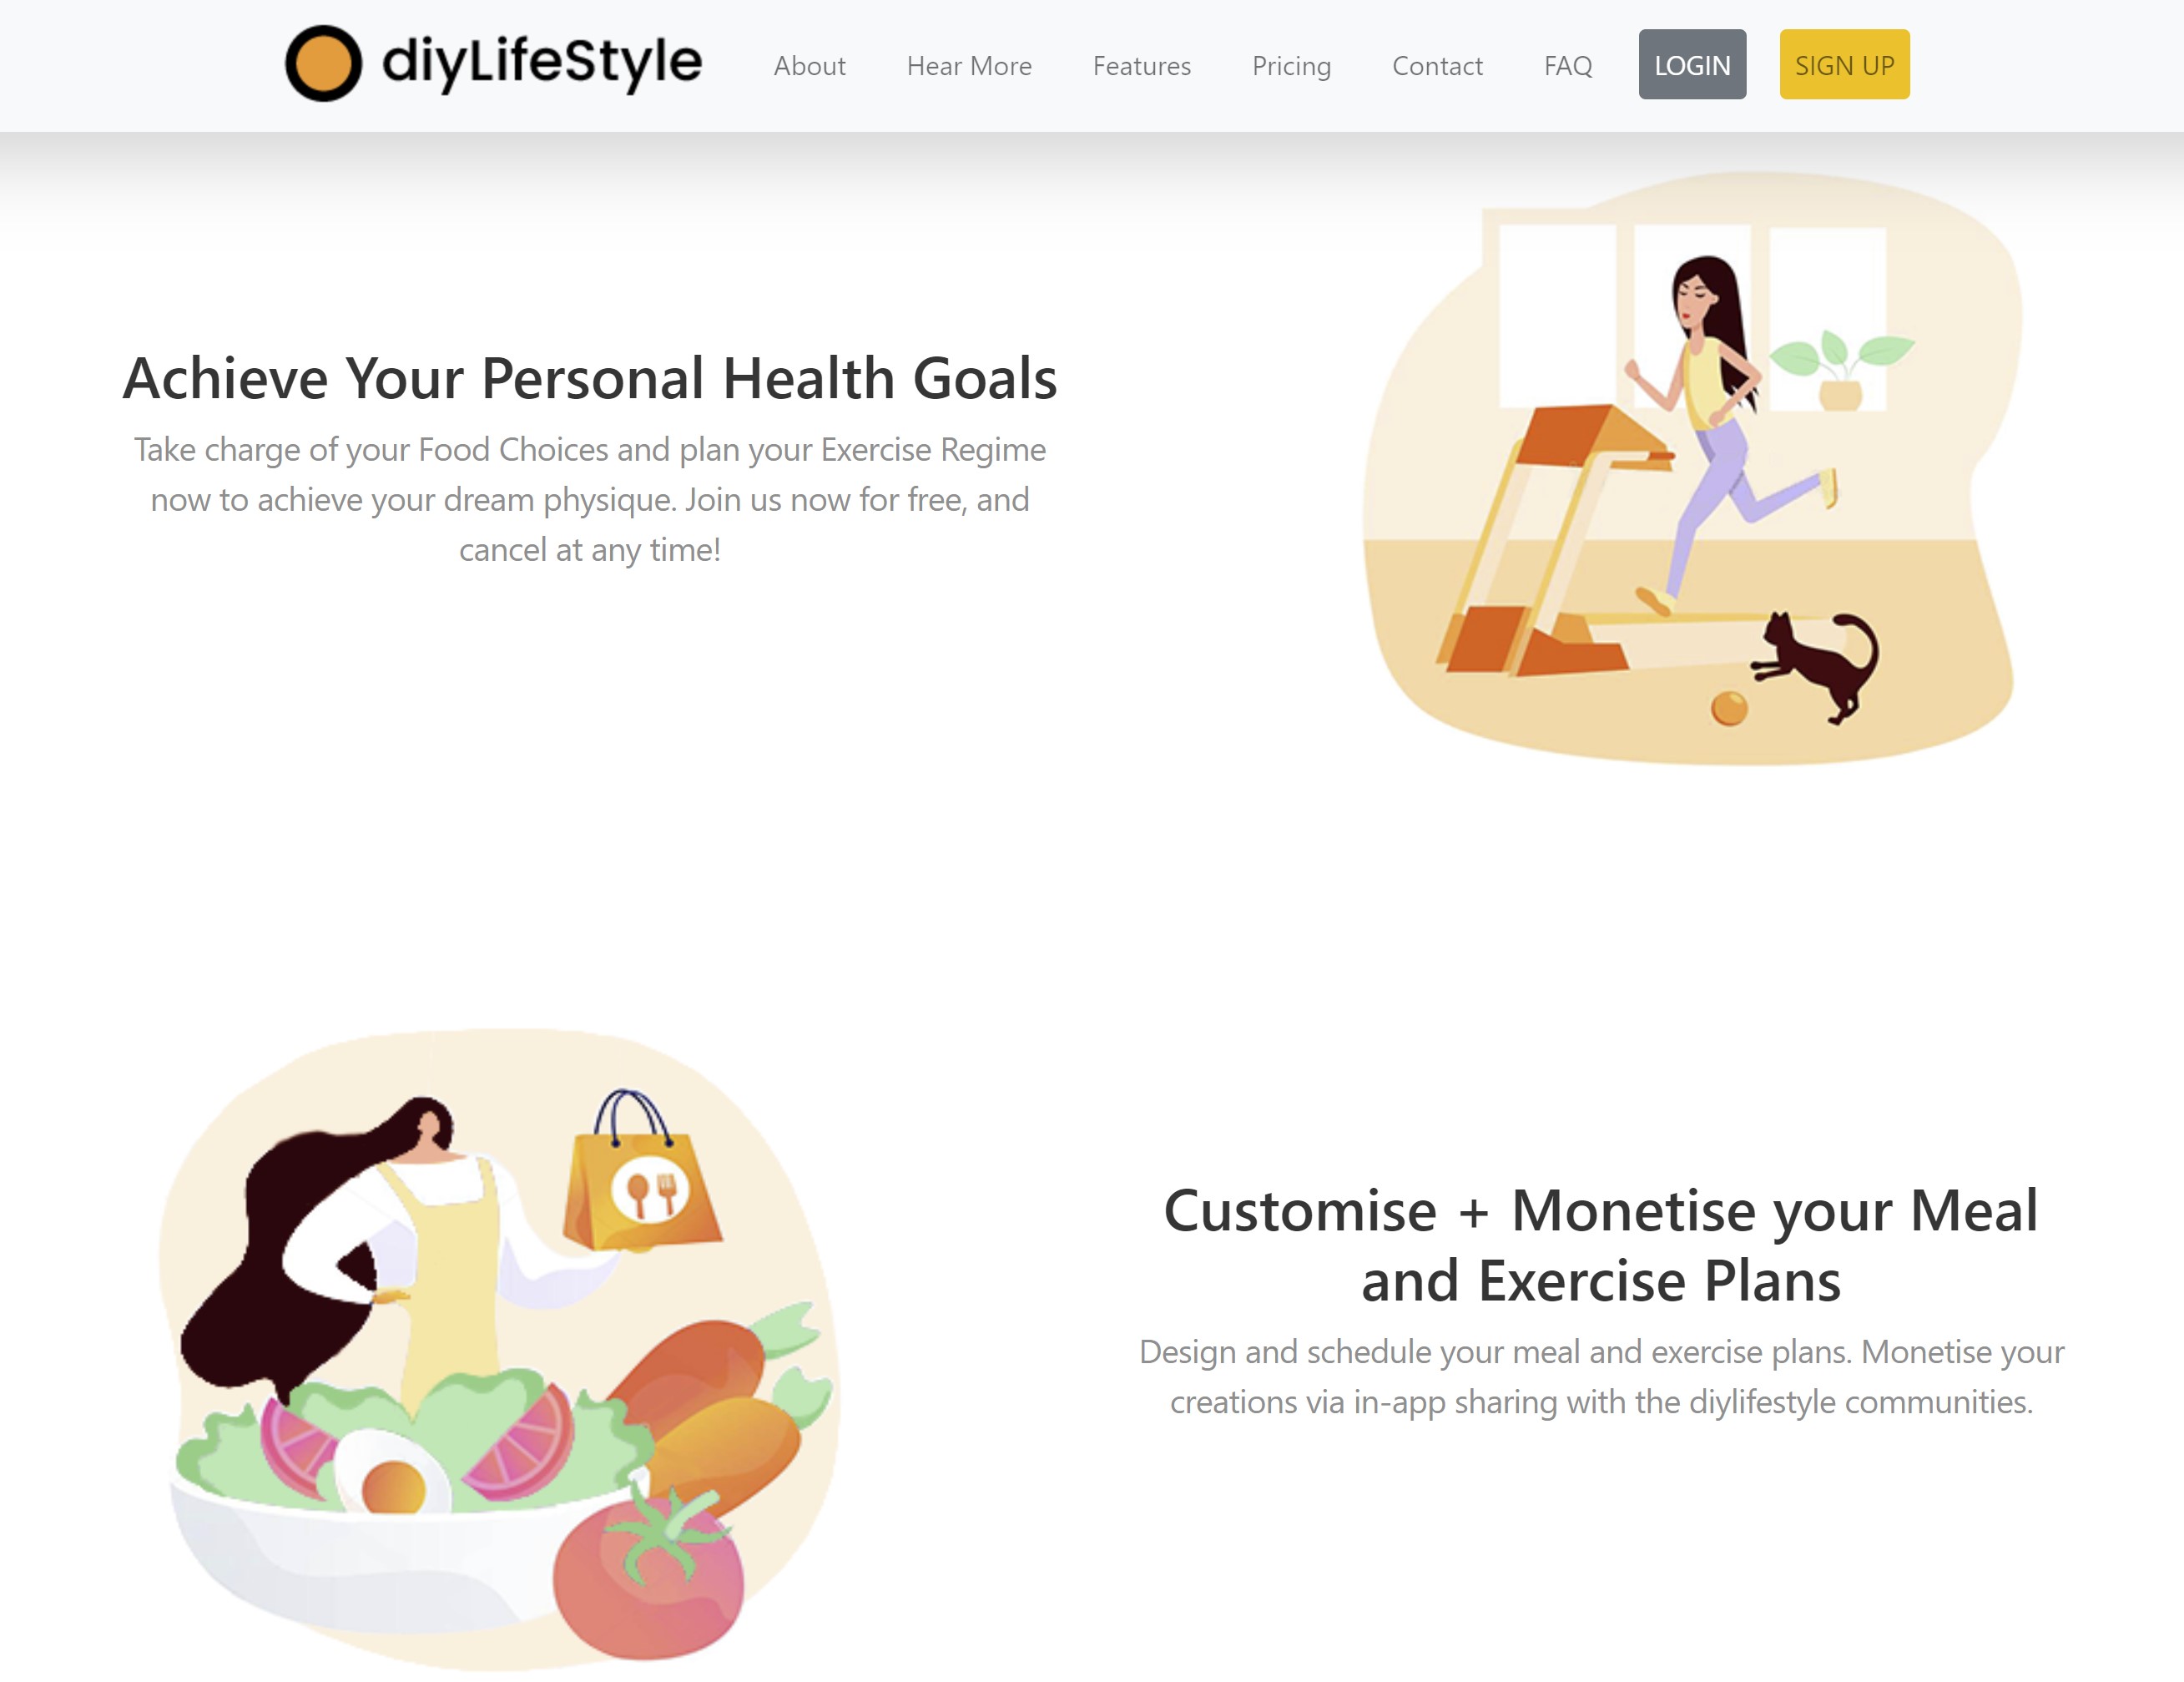 diyLifeStyle About Hear More Features Pricing Contact FAQ LOGIN SIGN UP
Achieve Your Personal Health Goals
Take charge of your Food Choices and plan your Exercise Regime
now to achieve your dream physique. Join us now for free, and
cancel at any time!
Customise + Monetise your Meal
and Exercise Plans
Design and schedule your meal and exercise plans. Monetise your
creations via in-app sharing with the diylifestyle communities.